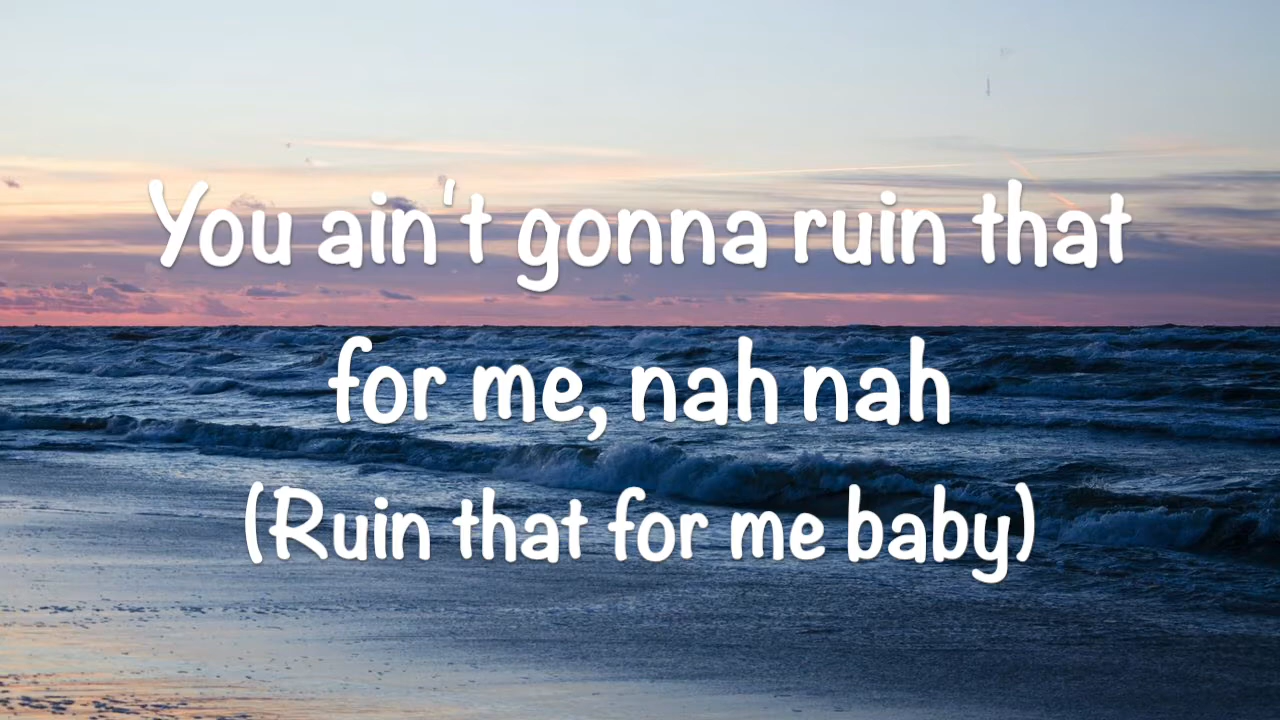 You ain't gonna ruin that
for me, nah nah
(Ruin that for me baby)